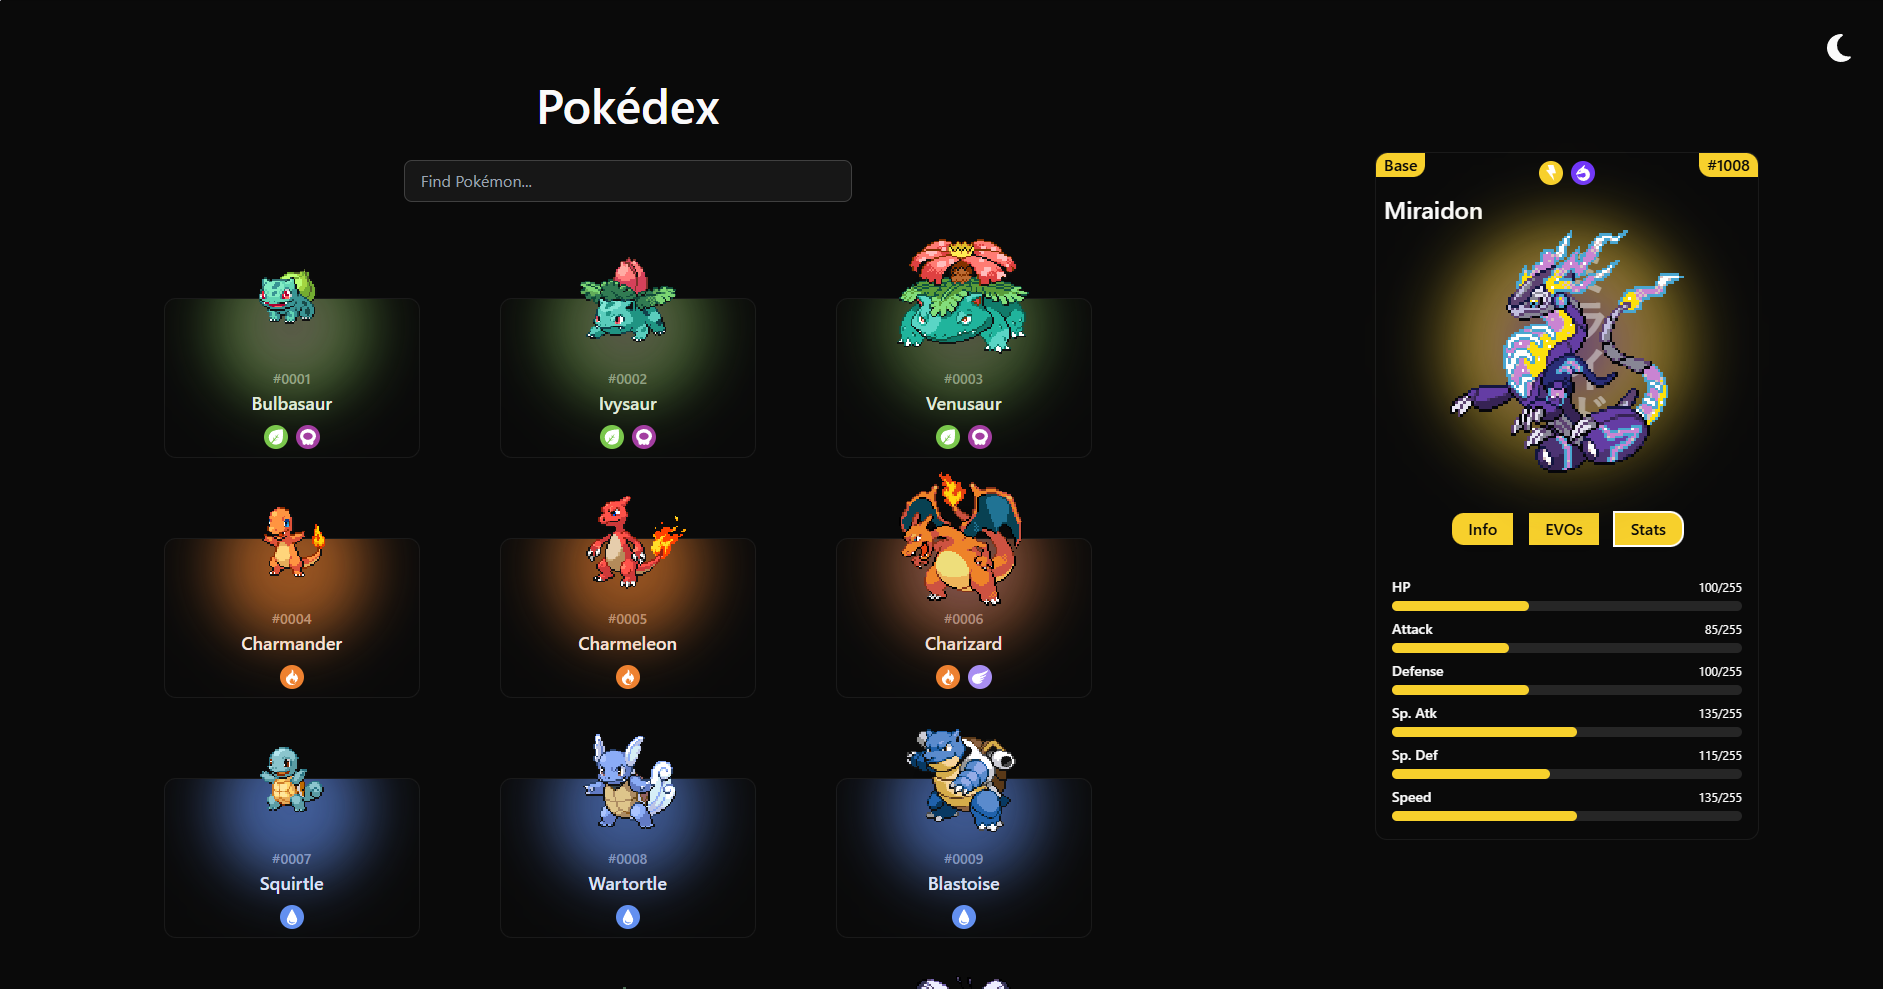 Pokédex
Find Pokémon...
#0001
Bulbasaur
#0002
Ivysaur
#0003
Venusaur
#0004
Charmander
#0005
Charmeleon
#0006
Charizard
#0007
Squirtle
#0008
Wartortle
#0009
Blastoise
Base
#1008
Miraidon
Info EVOs Stats
HP 100/255
Attack 85/255
Defense 100/255
Sp. Atk 135/255
Sp. Def 115/255
Speed 135/255